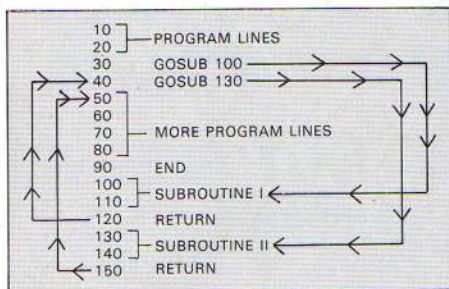 10
20 PROGRAM LINES
30 GOSUB 100
40 GOSUB 130
50
60
70 MORE PROGRAM LINES
80
90 END
100 SUBROUTINE I
110
120 RETURN
130 SUBROUTINE II
140
150 RETURN